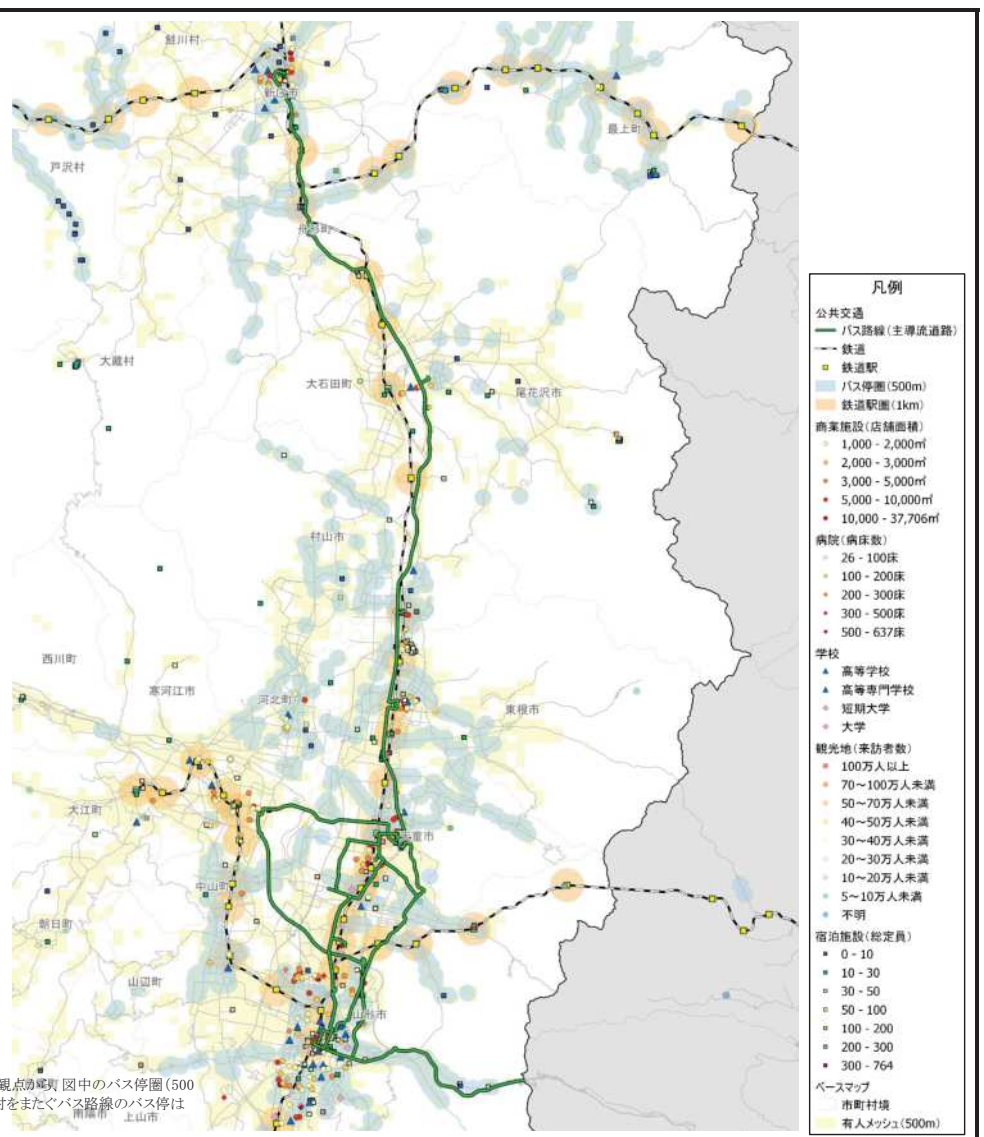 鮭川村
新庄市
最上町
戸沢村
舟形町
大蔵村
大石田町
尾花沢市
村山市
西川町
寒河江市
河北町
東根市
大江町
天童市
中山町
朝日町
山辺町
山形市
南陽市
上山市
観点から、図中のバス停圏(500
村をまたぐバス路線のバス停は
凡例
公共交通
バス路線(主導流道路)
鉄道
鉄道駅
バス停圏(500m)
鉄道駅圏(1km)
商業施設(店舗面積)
1,000 - 2,000㎡
2,000 - 3,000㎡
3,000 - 5,000㎡
5,000 - 10,000㎡
10,000 - 37,706㎡
病院(病床数)
26 - 100床
100 - 200床
200 - 300床
300 - 500床
500 - 637床
学校
高等学校
高等専門学校
短期大学
大学
観光地(来訪者数)
100万人以上
70～100万人未満
50～70万人未満
40～50万人未満
30～40万人未満
20～30万人未満
10～20万人未満
5～10万人未満
不明
宿泊施設(総定員)
0 - 10
10 - 30
30 - 50
50 - 100
100 - 200
200 - 300
300 - 764
ベースマップ
市町村境
有人メッシュ(500m)